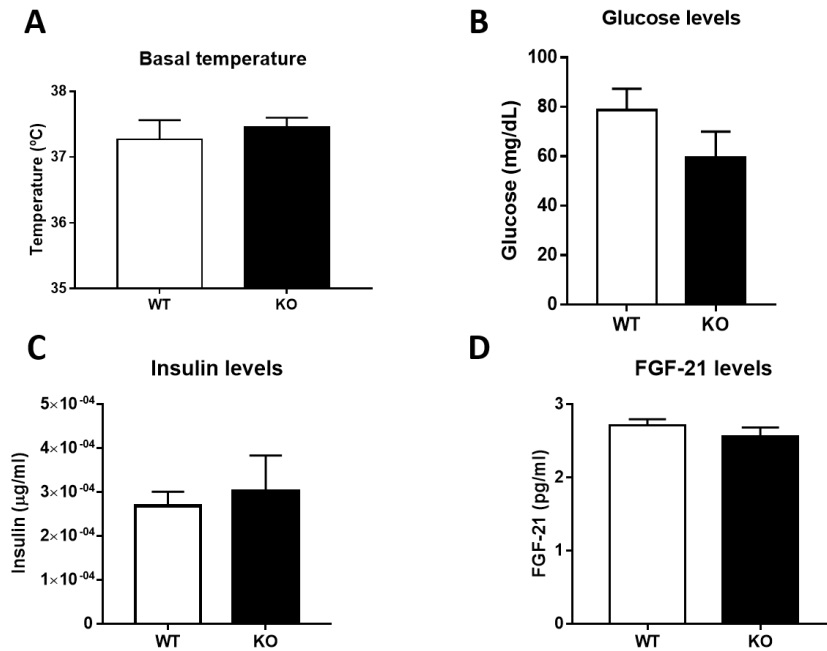 A
Basal temperature
Temperature (ºC)
38
37
36
35
WT KO
B
Glucose levels
Glucose (mg/dL)
100
80
60
40
20
0
WT KO
C
Insulin levels
Insulin (μg/ml)
5×10⁻⁰⁴
4×10⁻⁰⁴
3×10⁻⁰⁴
2×10⁻⁰⁴
1×10⁻⁰⁴
0
WT KO
D
FGF-21 levels
FGF-21 (pg/ml)
3
2
1
0
WT KO